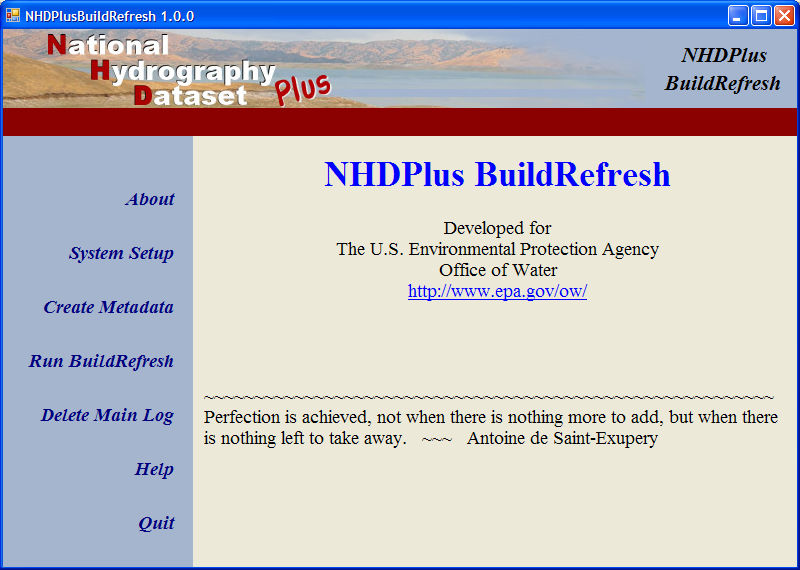 NHDPlusBuildRefresh 1.0.0
National
Hydrography
Dataset Plus
NHDPlus
BuildRefresh
About
System Setup
Create Metadata
Run BuildRefresh
Delete Main Log
Help
Quit
NHDPlus BuildRefresh
Developed for
The U.S. Environmental Protection Agency
Office of Water
http://www.epa.gov/ow/
~~~~~~~~~~~~~~~~~~~~~~~~~~~~~~~~~~~~~~~~~~~~~~~~~~~~~~~~~
Perfection is achieved, not when there is nothing more to add, but when there
is nothing left to take away. ~~~ Antoine de Saint-Exupery